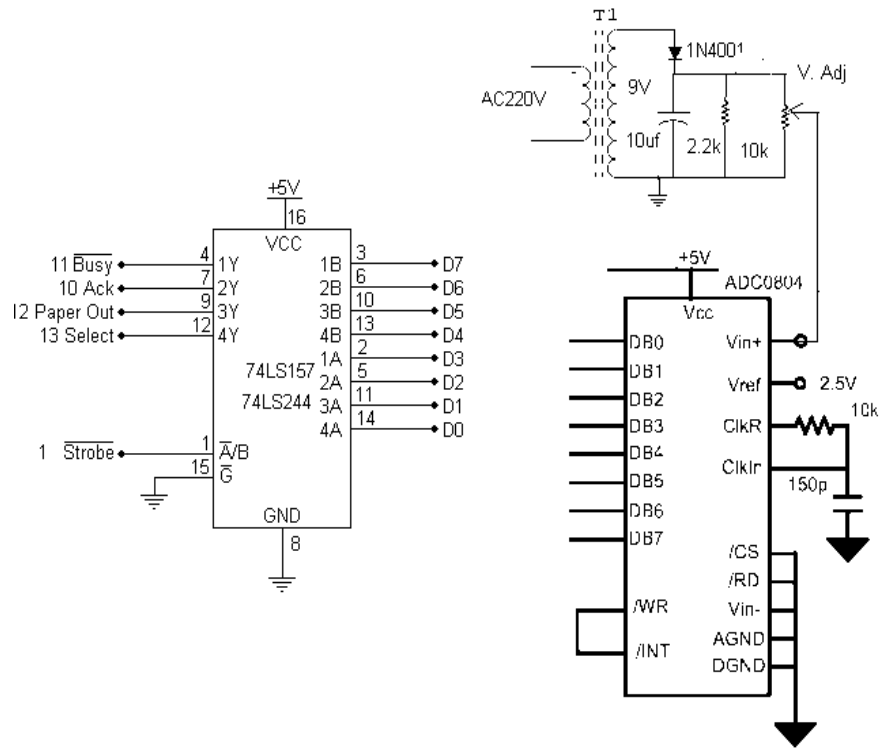 T1
1N4001
V. Adj
AC220V
9V
10uf
2.2k
10k
+5V
16
VCC
11 Busy 4 1Y
10 Ack 7 2Y
12 Paper Out 9 3Y
13 Select 12 4Y
1B 3 D7
2B 6 D6
3B 10 D5
4B 13 D4
1A 2 D3
74LS157
2A 5 D2
74LS244
3A 11 D1
4A 14 D0
1 Strobe 1 A/B
15 G
GND
8
+5V
ADC0804
Vcc
DB0 Vin+
DB1
Vref 2.5V
DB2
10k
DB3 ClkR
DB4
ClkIn
DB5
150p
DB6
DB7
/CS
/RD
/WR Vin-
AGND
/INT
DGND